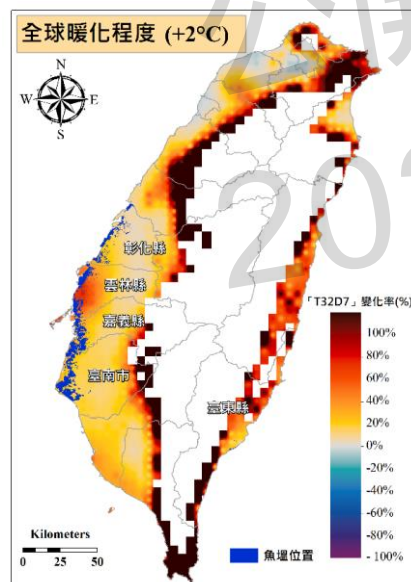 全球暖化程度 (+2°C)
N
W E
S
公
202
彰化縣
雲林縣
嘉義縣
臺南市
臺東縣
「T32D7」變化率(%)
100%
80%
60%
40%
20%
0%
-20%
-40%
-60%
-80%
- 100%
Kilometers
0 25 50
魚塭位置